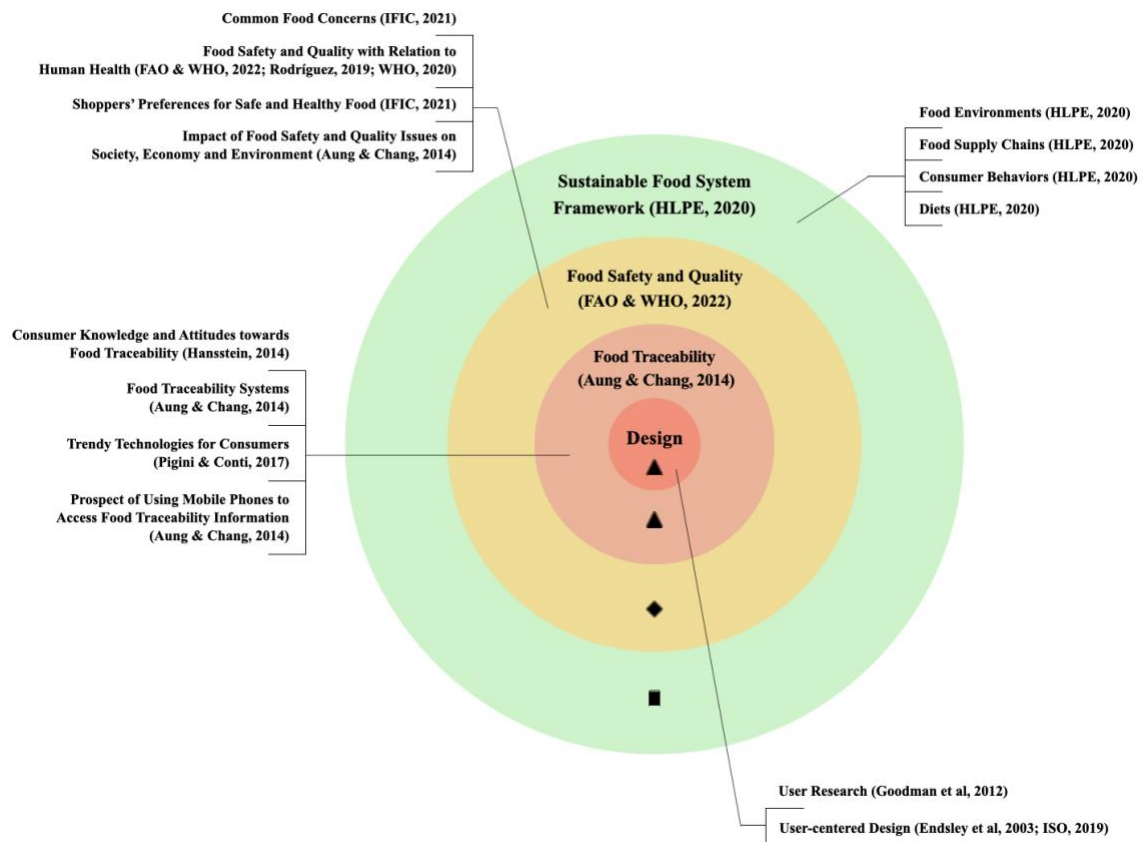 Common Food Concerns (IFIC, 2021)
Food Safety and Quality with Relation to
Human Health (FAO & WHO, 2022; Rodríguez, 2019; WHO, 2020)
Shoppers’ Preferences for Safe and Healthy Food (IFIC, 2021)
Impact of Food Safety and Quality Issues on
Society, Economy and Environment (Aung & Chang, 2014)
Food Environments (HLPE, 2020)
Food Supply Chains (HLPE, 2020)
Consumer Behaviors (HLPE, 2020)
Diets (HLPE, 2020)
Sustainable Food System
Framework (HLPE, 2020)
Food Safety and Quality
(FAO & WHO, 2022)
Food Traceability
(Aung & Chang, 2014)
Design
Consumer Knowledge and Attitudes towards
Food Traceability (Hansstein, 2014)
Food Traceability Systems
(Aung & Chang, 2014)
Trendy Technologies for Consumers
(Pigini & Conti, 2017)
Prospect of Using Mobile Phones to
Access Food Traceability Information
(Aung & Chang, 2014)
User Research (Goodman et al, 2012)
User-centered Design (Endsley et al, 2003; ISO, 2019)